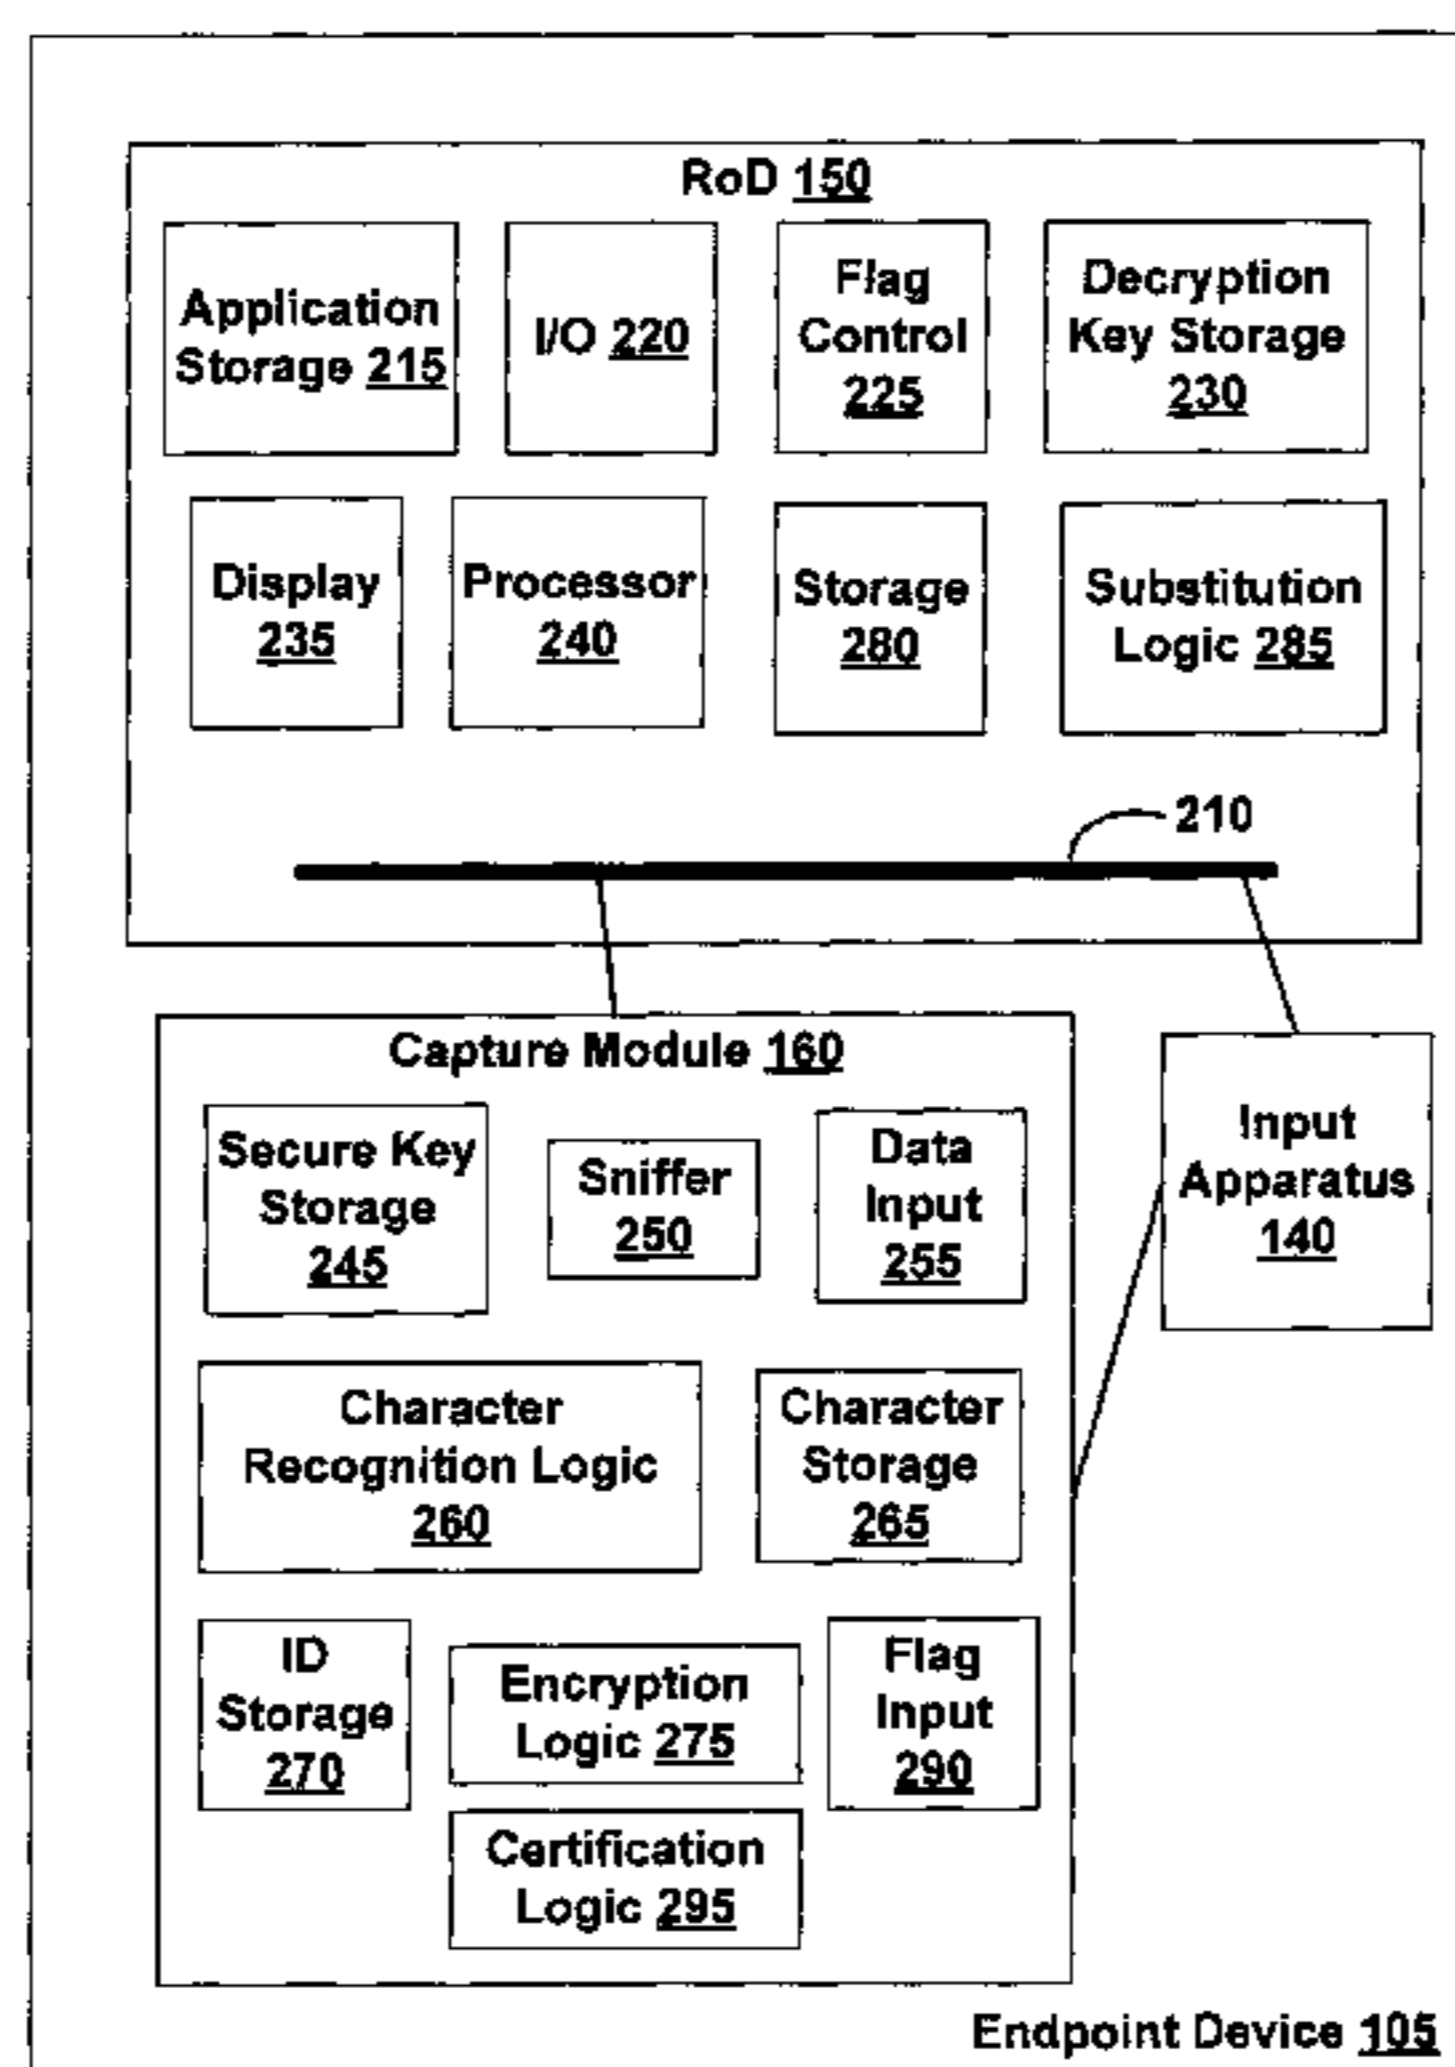 RoD 150
Application
Storage 215
I/O 220
Flag
Control
225
Decryption
Key Storage
230
Display
235
Processor
240
Storage
280
Substitution
Logic 285
210
Capture Module 160
Secure Key
Storage
245
Sniffer
250
Data
Input
255
Input
Apparatus
140
Character
Recognition Logic
260
Character
Storage
265
ID
Storage
270
Encryption
Logic 275
Flag
Input
290
Certification
Logic 295
Endpoint Device 105